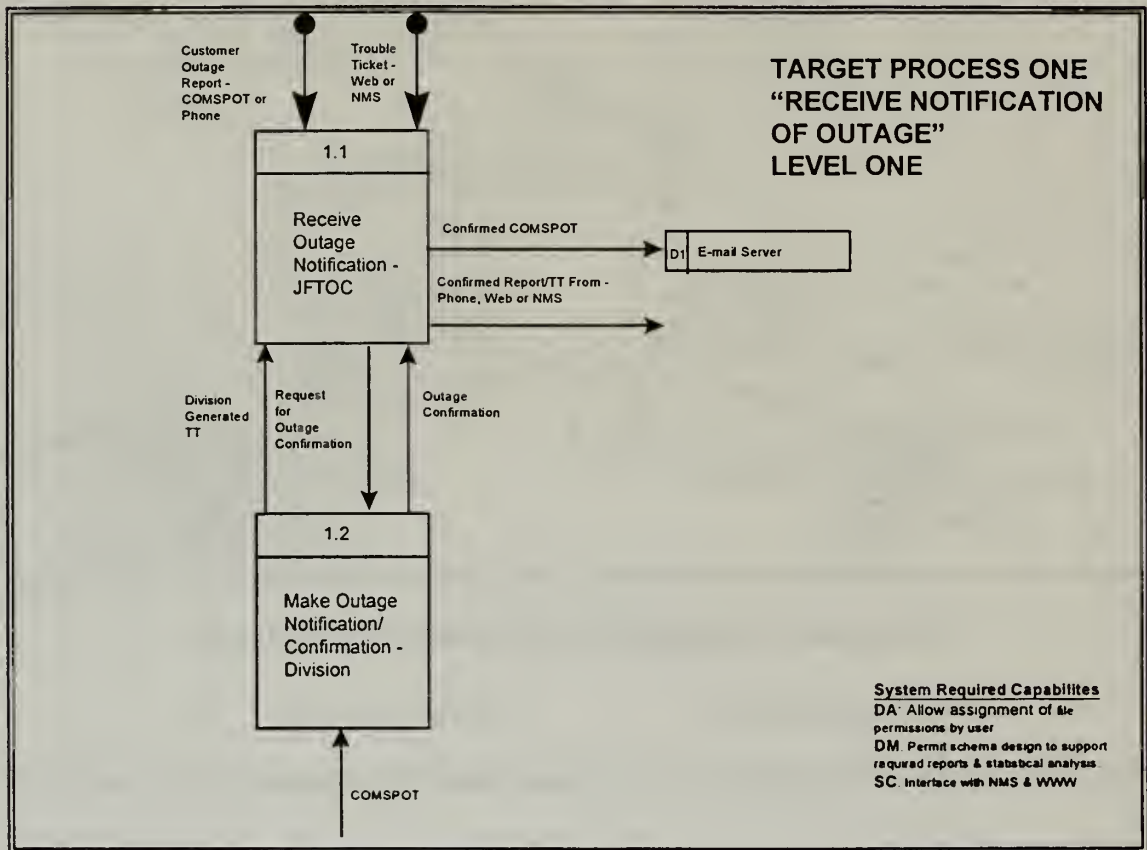 TARGET PROCESS ONE
“RECEIVE NOTIFICATION
OF OUTAGE”
LEVEL ONE
Customer
Outage
Report -
COMSPOT or
Phone
Trouble
Ticket -
Web or
NMS
1.1
Receive
Outage
Notification -
JFTOC
Confirmed COMSPOT
D1 E-mail Server
Confirmed Report/TT From -
Phone, Web or NMS
Division
Generated
TT
Request
for
Outage
Confirmation
Outage
Confirmation
1.2
Make Outage
Notification/
Confirmation -
Division
COMSPOT
System Required Capabilites
DA: Allow assignment of file
permissions by user
DM. Permit schema design to support
required reports & statistical analysis.
SC. Interface with NMS & WWW